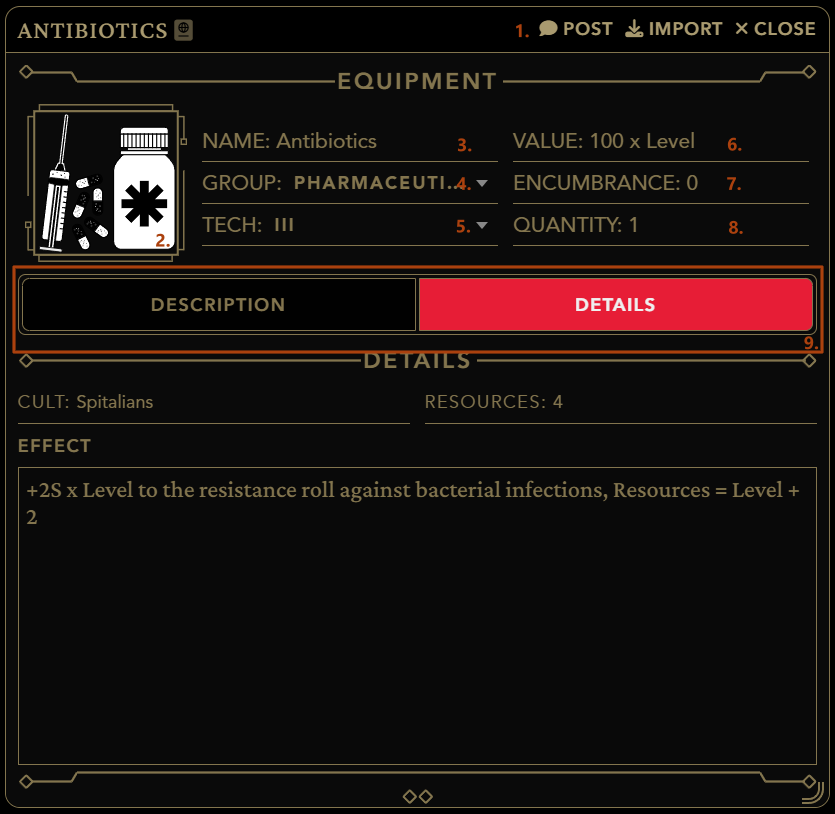 ANTIBIOTICS 1. POST IMPORT × CLOSE
EQUIPMENT
NAME: Antibiotics 3. VALUE: 100 x Level 6.
GROUP: PHARMACEUTI... 4. ENCUMBRANCE: 0 7.
2. TECH: III 5. QUANTITY: 1 8.
DESCRIPTION DETAILS
9.
DETAILS
CULT: Spitalians RESOURCES: 4
EFFECT
+2S x Level to the resistance roll against bacterial infections, Resources = Level +
2